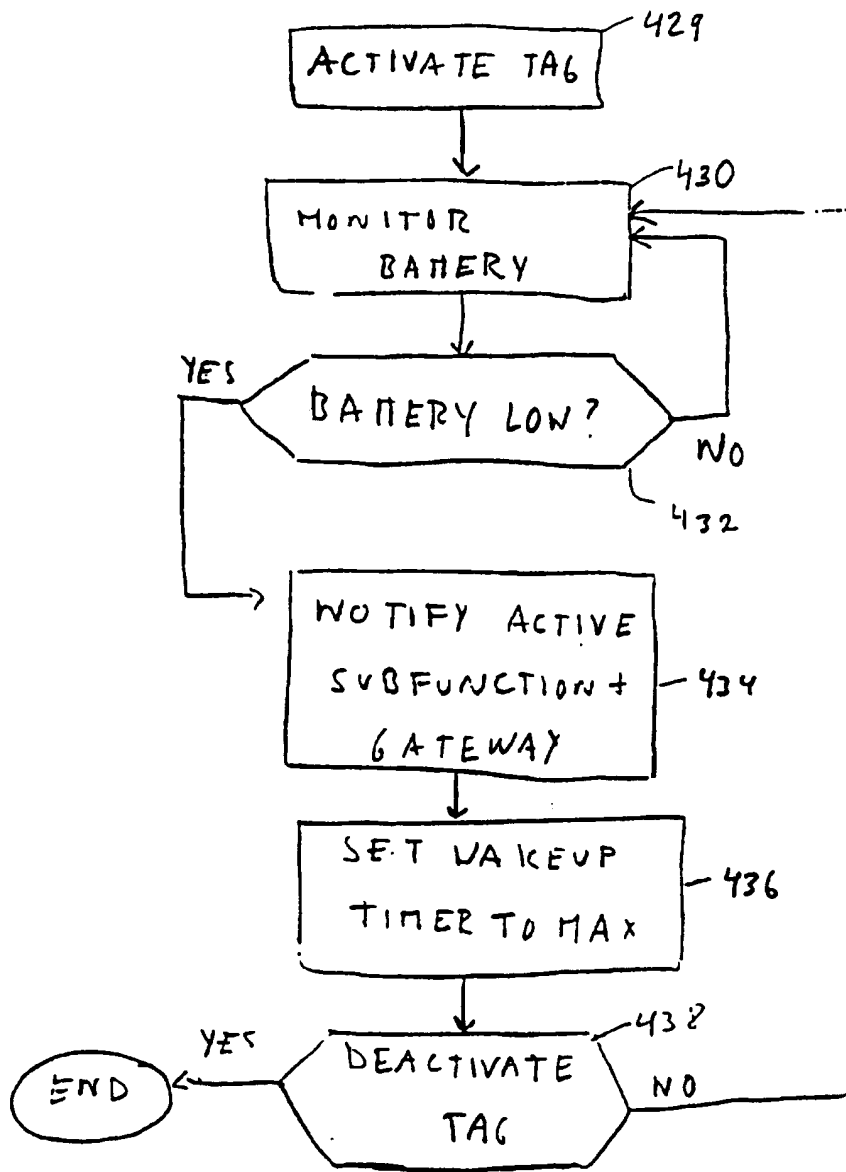 429
ACTIVATE TAG
430
MONITOR
BATTERY
YES
BATTERY LOW?
NO
432
NOTIFY ACTIVE
SUBFUNCTION +
GATEWAY
434
SET WAKEUP
TIMER TO MAX
436
438
YES
DEACTIVATE
TAG
NO
END